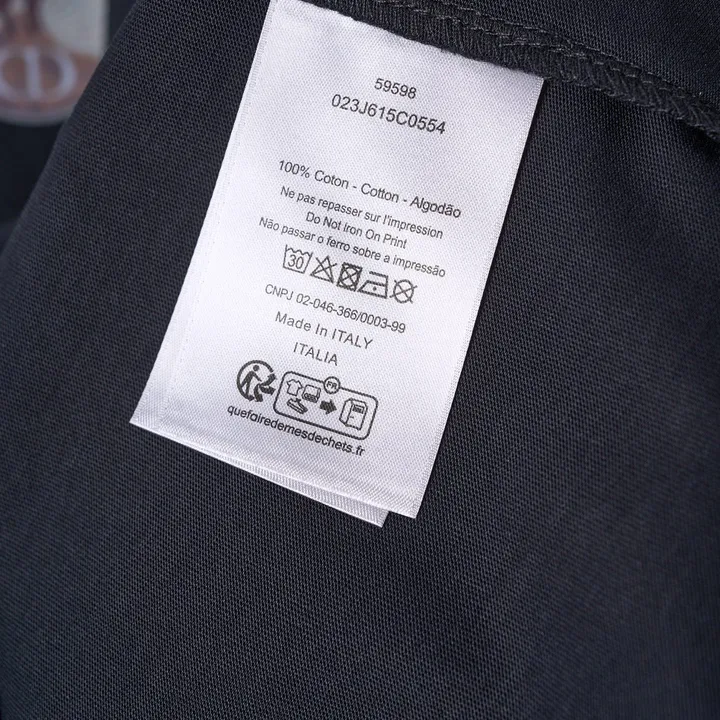 59598
023J615C0554
100% Coton - Cotton - Algodão
Ne pas repasser sur l'impression
Do Not Iron On Print
Não passar o ferro sobre a impressão
30
CNPJ 02-046-366/0003-99
Made In ITALY
ITALIA
FR
quefairedemesdechets.fr